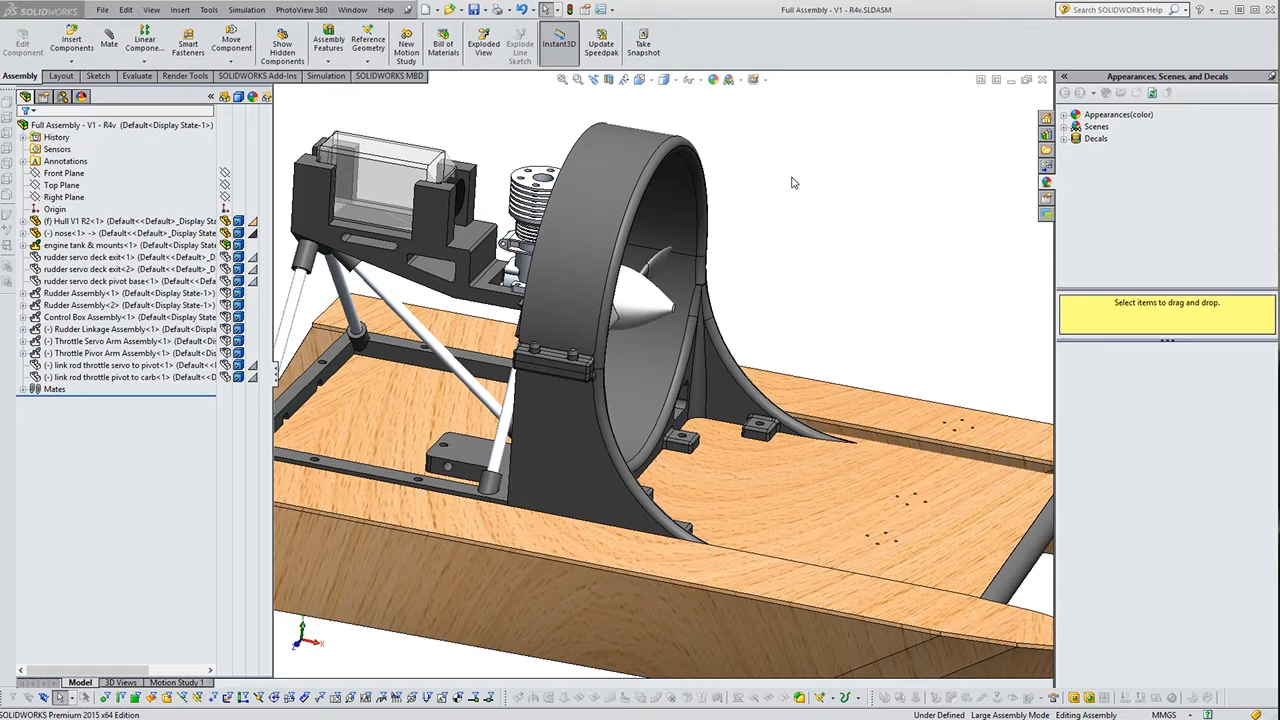 SOLIDWORKS File Edit View Insert Tools Simulation PhotoView 360 Window Help Full Assembly - V1 - R4v.SLDASM Search SOLIDWORKS Help
Edit Component
Insert Components
Mate
Linear Compone...
Smart Fasteners
Move Component
Show Hidden Components
Assembly Features
Reference Geometry
New Motion Study
Bill of Materials
Exploded View
Explode Line Sketch
Instant3D
Update Speedpak
Take Snapshot
Assembly Layout Sketch Evaluate Render Tools SOLIDWORKS Add-Ins Simulation SOLIDWORKS MBD
Appearances, Scenes, and Decals
Full Assembly - V1 - R4v (Default<Display State-1>)
History
Sensors
Annotations
Front Plane
Top Plane
Right Plane
Origin
(f) Hull V1 R2<1> (Default<<Default>_Display Sta
(-) nose<1> -> (Default<<Default>_Display State
engine tank & mounts<1> (Default<Display State
rudder servo deck exit<1> (Default<<Default>_D
rudder servo deck exit<2> (Default<<Default>_D
rudder servo deck pivot base<1> (Default<<Defa
Rudder Assembly<1> (Default<Display State-1>)
Rudder Assembly<2> (Default<Display State-1>)
Control Box Assembly<1> (Default<Display State
(-) Rudder Linkage Assembly<1> (Default<Displa
(-) Throttle Servo Arm Assembly<1> (Default<Di
(-) Throttle Pivor Arm Assembly<1> (Default<Dis
(-) link rod throttle servo to pivot<1> (Default<<
(-) link rod throttle pivot to carb<1> (Default<<D
Mates
Appearances(color)
Scenes
Decals
Select items to drag and drop.
Model 3D Views Motion Study 1
SOLIDWORKS Premium 2015 x64 Edition Under Defined Large Assembly Mode Editing Assembly MMGS